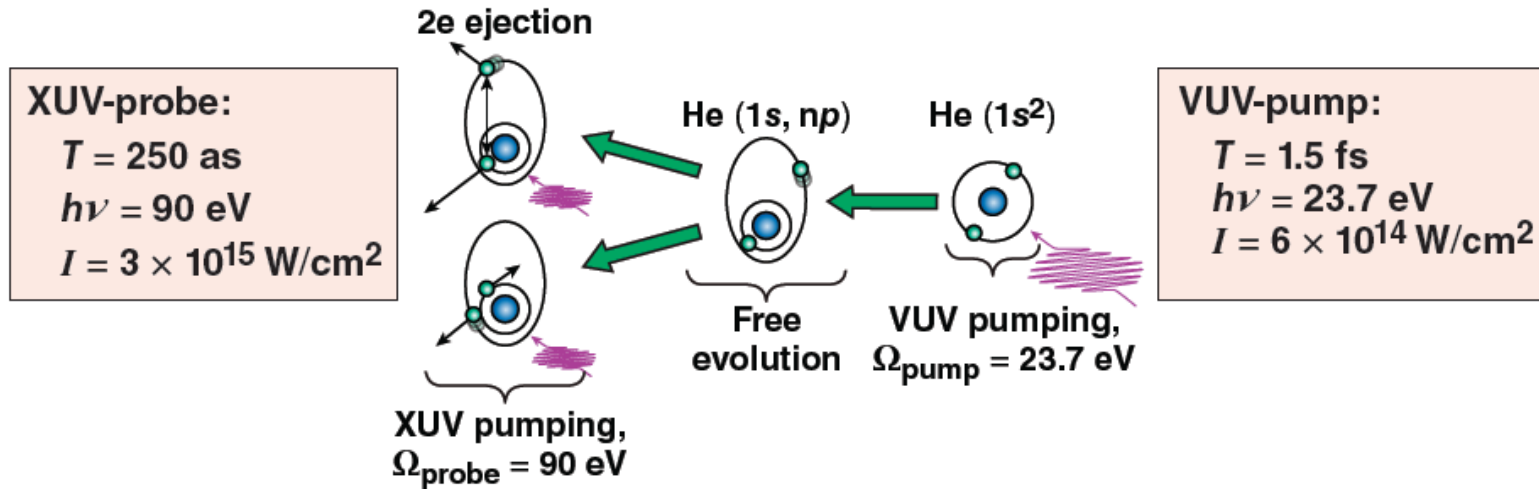 2e ejection
XUV-probe:
T = 250 as
hν = 90 eV
I = 3 × 10¹⁵ W/cm²
He (1s, np)
He (1s²)
VUV-pump:
T = 1.5 fs
hν = 23.7 eV
I = 6 × 10¹⁴ W/cm²
Free
evolution
VUV pumping,
Ωpump = 23.7 eV
XUV pumping,
Ωprobe = 90 eV